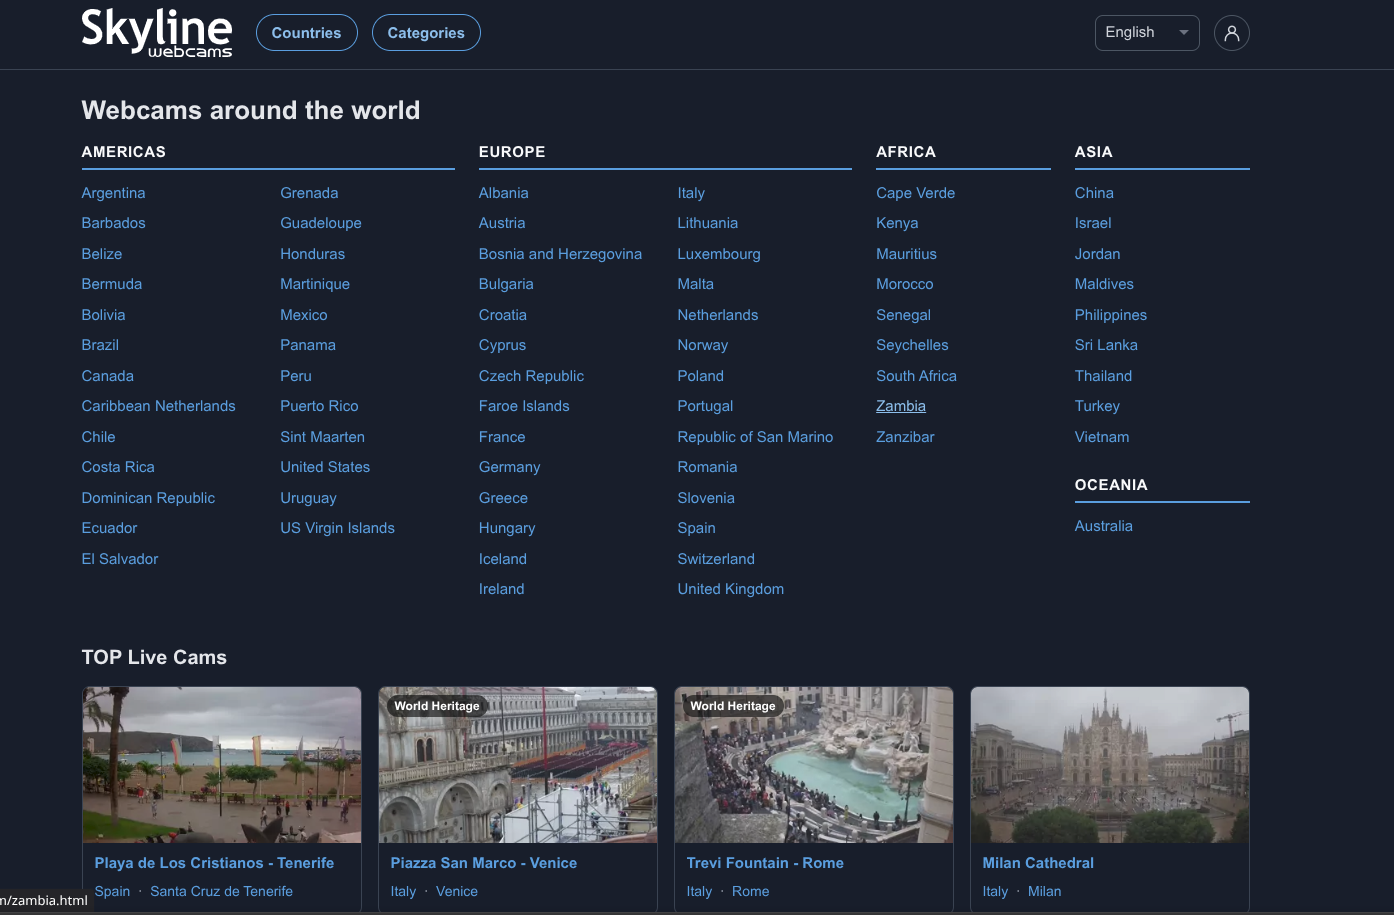 Skyline
webcams
Countries
Categories
English
Webcams around the world
AMERICAS
Argentina
Barbados
Belize
Bermuda
Bolivia
Brazil
Canada
Caribbean Netherlands
Chile
Costa Rica
Dominican Republic
Ecuador
El Salvador
Grenada
Guadeloupe
Honduras
Martinique
Mexico
Panama
Peru
Puerto Rico
Sint Maarten
United States
Uruguay
US Virgin Islands
EUROPE
Albania
Austria
Bosnia and Herzegovina
Bulgaria
Croatia
Cyprus
Czech Republic
Faroe Islands
France
Germany
Greece
Hungary
Iceland
Ireland
Italy
Lithuania
Luxembourg
Malta
Netherlands
Norway
Poland
Portugal
Republic of San Marino
Romania
Slovenia
Spain
Switzerland
United Kingdom
AFRICA
Cape Verde
Kenya
Mauritius
Morocco
Senegal
Seychelles
South Africa
Zambia
Zanzibar
ASIA
China
Israel
Jordan
Maldives
Philippines
Sri Lanka
Thailand
Turkey
Vietnam
OCEANIA
Australia
TOP Live Cams
Playa de Los Cristianos - Tenerife
Spain · Santa Cruz de Tenerife
World Heritage
Piazza San Marco - Venice
Italy · Venice
World Heritage
Trevi Fountain - Rome
Italy · Rome
Milan Cathedral
Italy · Milan
m/zambia.html